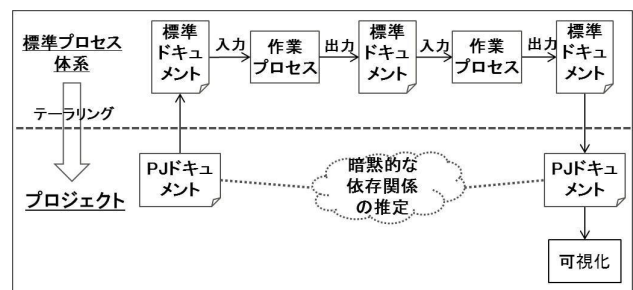 標準プロセス
体系
テーラリング
プロジェクト
標準
ドキュ
メント
入力
作業
プロセス
出力
標準
ドキュ
メント
入力
作業
プロセス
出力
標準
ドキュ
メント
PJドキュ
メント
暗黙的な
依存関係
の推定
PJドキュ
メント
可視化